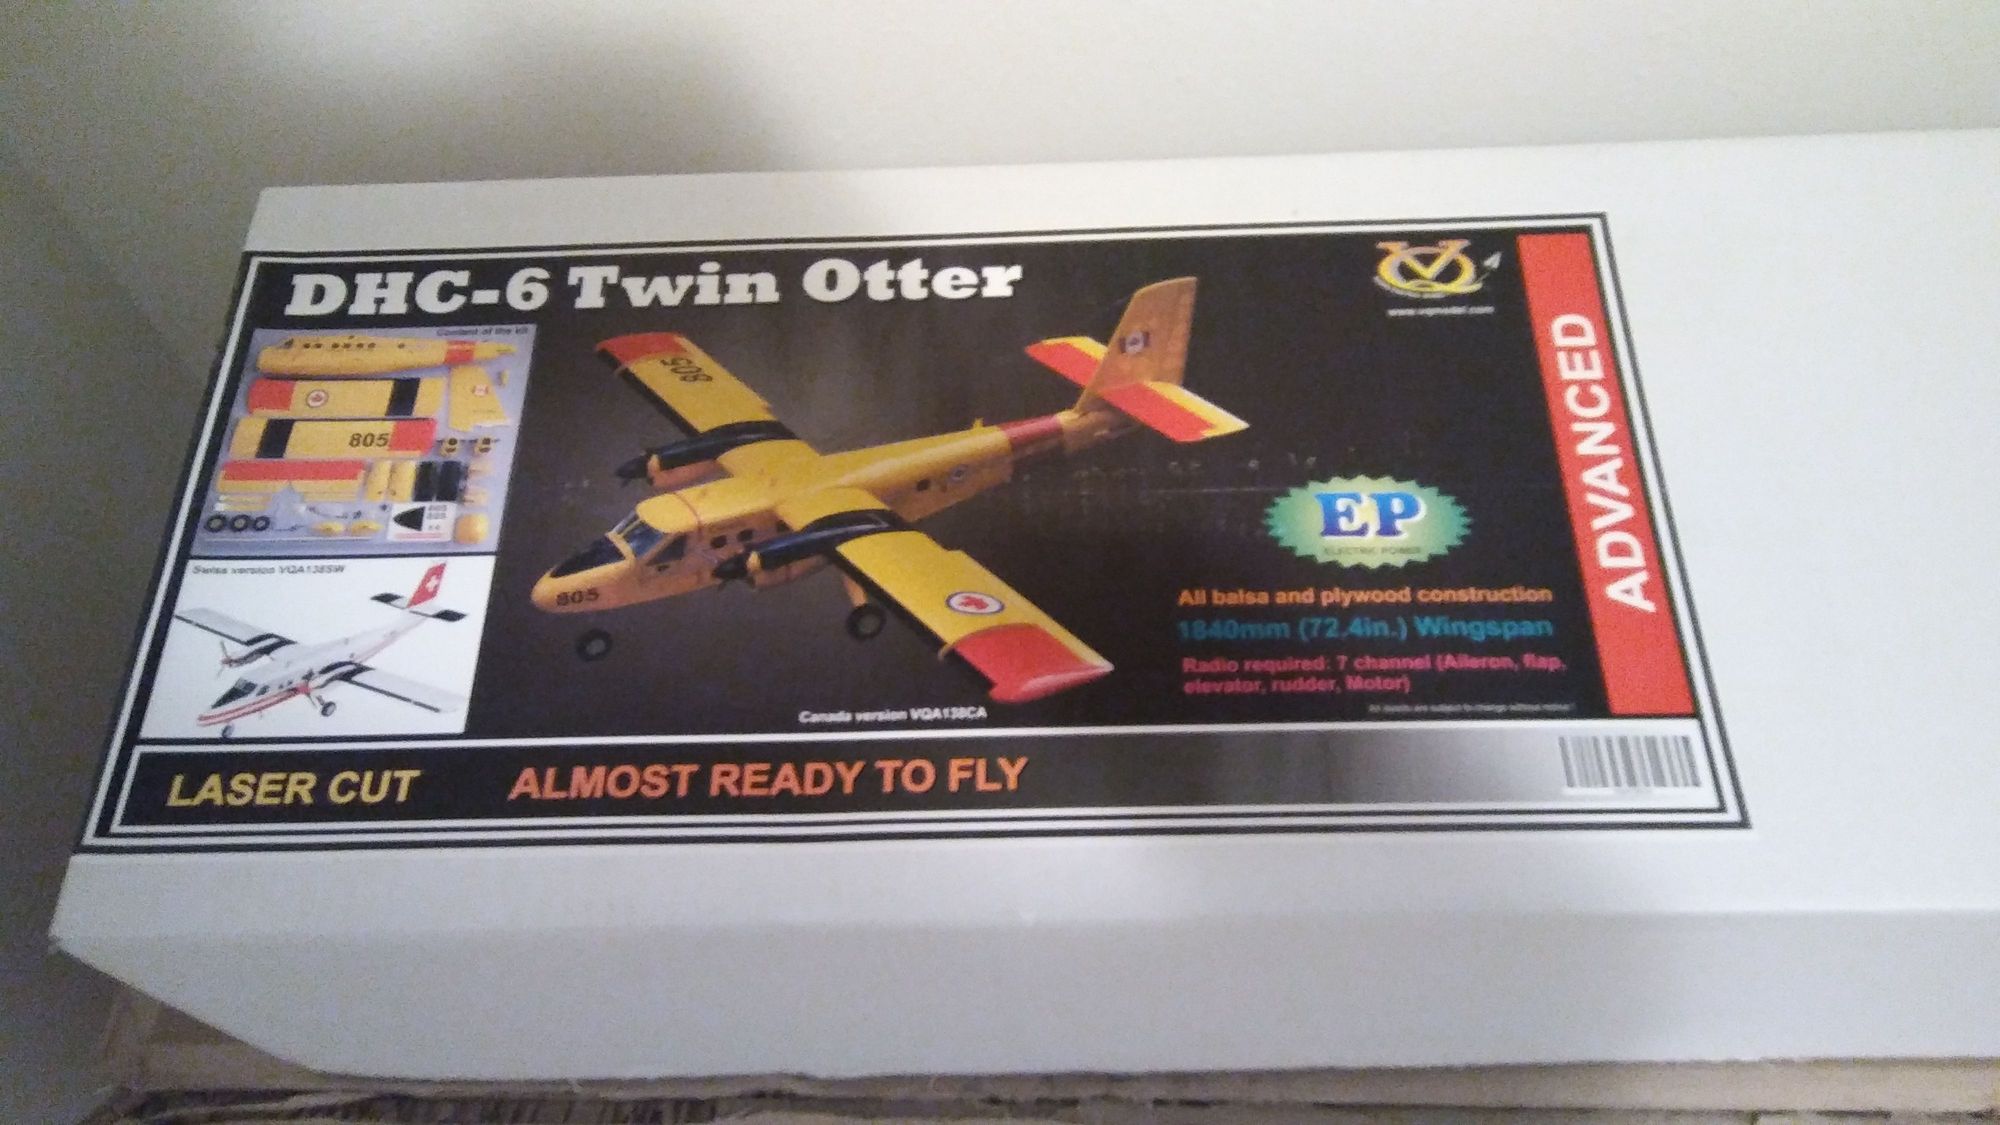 DHC-6 Twin Otter
www.vqmodel.com
Content of the kit
805
805
805
Swiss version VQA138SW
Canada version VQA138CA
EP
ELECTRIC POWER
All balsa and plywood construction
1840mm (72.4in.) Wingspan
Radio required: 7 channel (Aileron, flap,
elevator, rudder, Motor)
ADVANCED
LASER CUT
ALMOST READY TO FLY